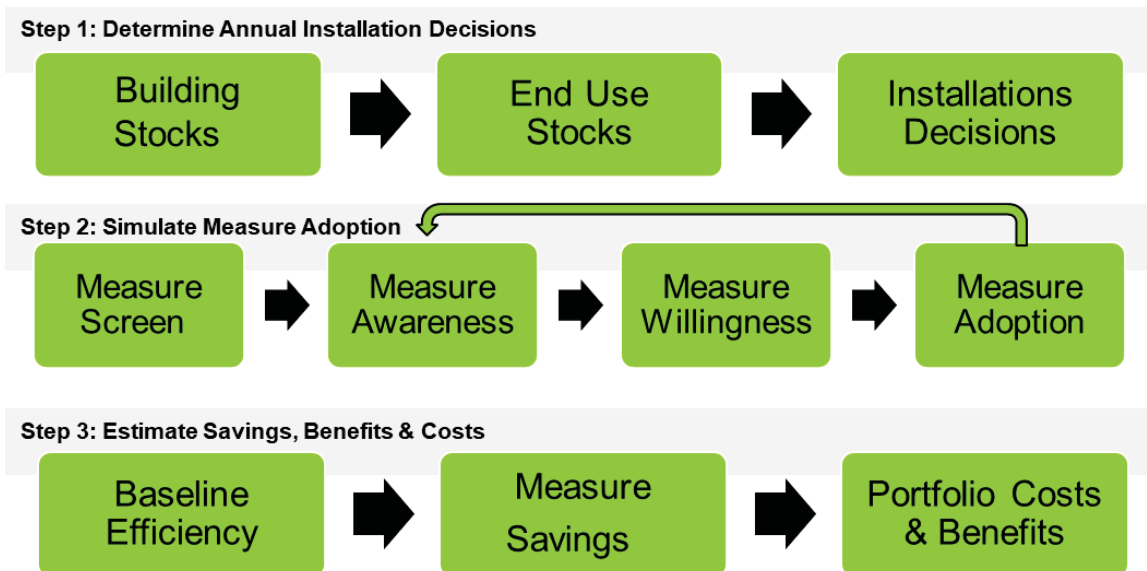 Step 1: Determine Annual Installation Decisions
Building
Stocks
End Use
Stocks
Installations
Decisions
Step 2: Simulate Measure Adoption
Measure
Screen
Measure
Awareness
Measure
Willingness
Measure
Adoption
Step 3: Estimate Savings, Benefits & Costs
Baseline
Efficiency
Measure
Savings
Portfolio Costs
& Benefits